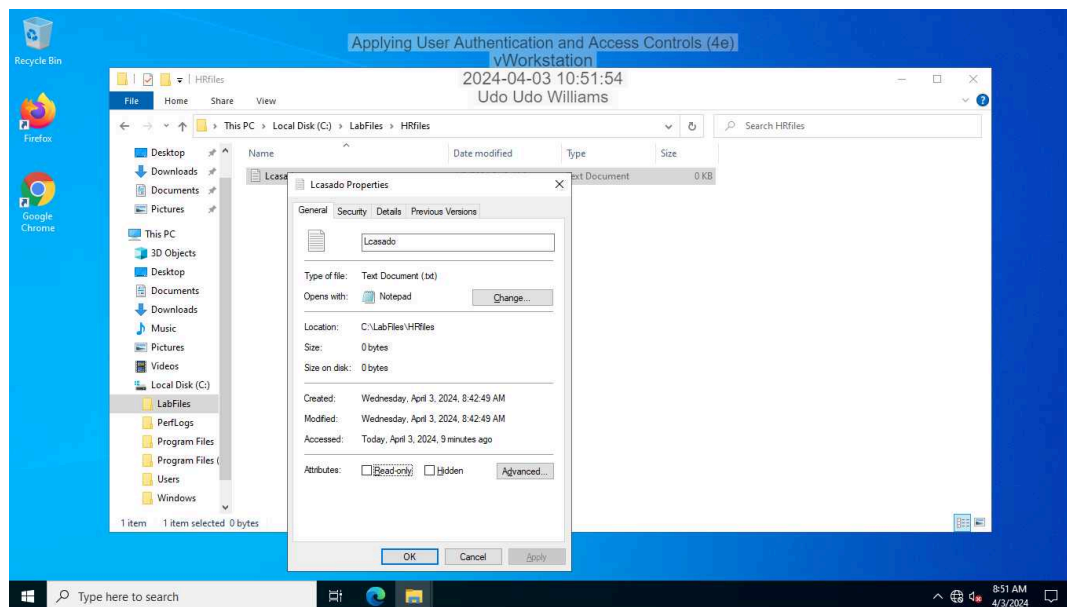 Recycle Bin
Applying User Authentication and Access Controls (4e)
vWorkstation
2024-04-03 10:51:54
Udo Udo Williams
HRfiles
File Home Share View
This PC > Local Disk (C:) > LabFiles > HRfiles
Search HRfiles
Firefox
Google Chrome
Desktop
Downloads
Documents
Pictures
This PC
3D Objects
Desktop
Documents
Downloads
Music
Pictures
Videos
Local Disk (C:)
LabFiles
PerfLogs
Program Files
Program Files (
Users
Windows
Name Date modified Type Size
Lcasa ext Document 0 KB
Lcasado Properties
General Security Details Previous Versions
Lcasado
Type of file: Text Document (.txt)
Opens with: Notepad Change...
Location: C:\LabFiles\HRfiles
Size: 0 bytes
Size on disk: 0 bytes
Created: Wednesday, April 3, 2024, 8:42:49 AM
Modified: Wednesday, April 3, 2024, 8:42:49 AM
Accessed: Today, April 3, 2024, 9 minutes ago
Attributes: Read-only Hidden Advanced...
OK Cancel Apply
1 item 1 item selected 0 bytes
Type here to search
8:51 AM
4/3/2024